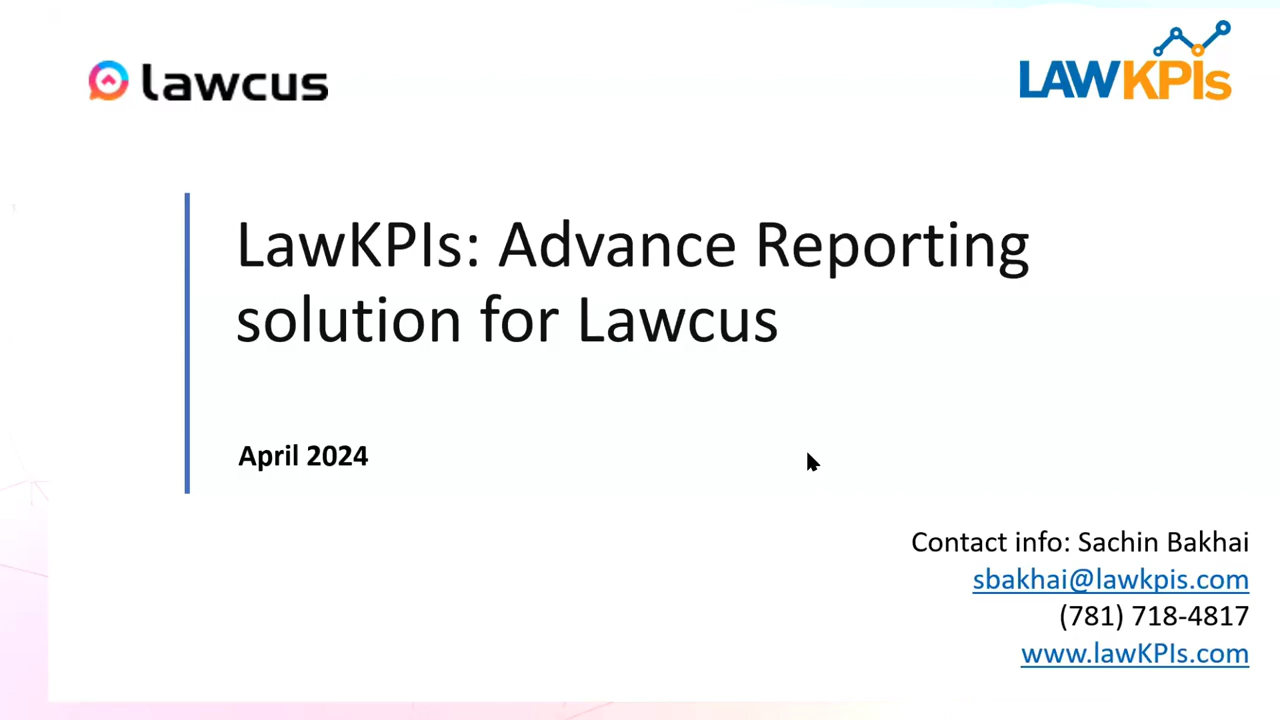 lawcus
LAWKPIs
LawKPIs: Advance Reporting
solution for Lawcus
April 2024
Contact info: Sachin Bakhai
sbakhai@lawkpis.com
(781) 718-4817
www.lawKPIs.com